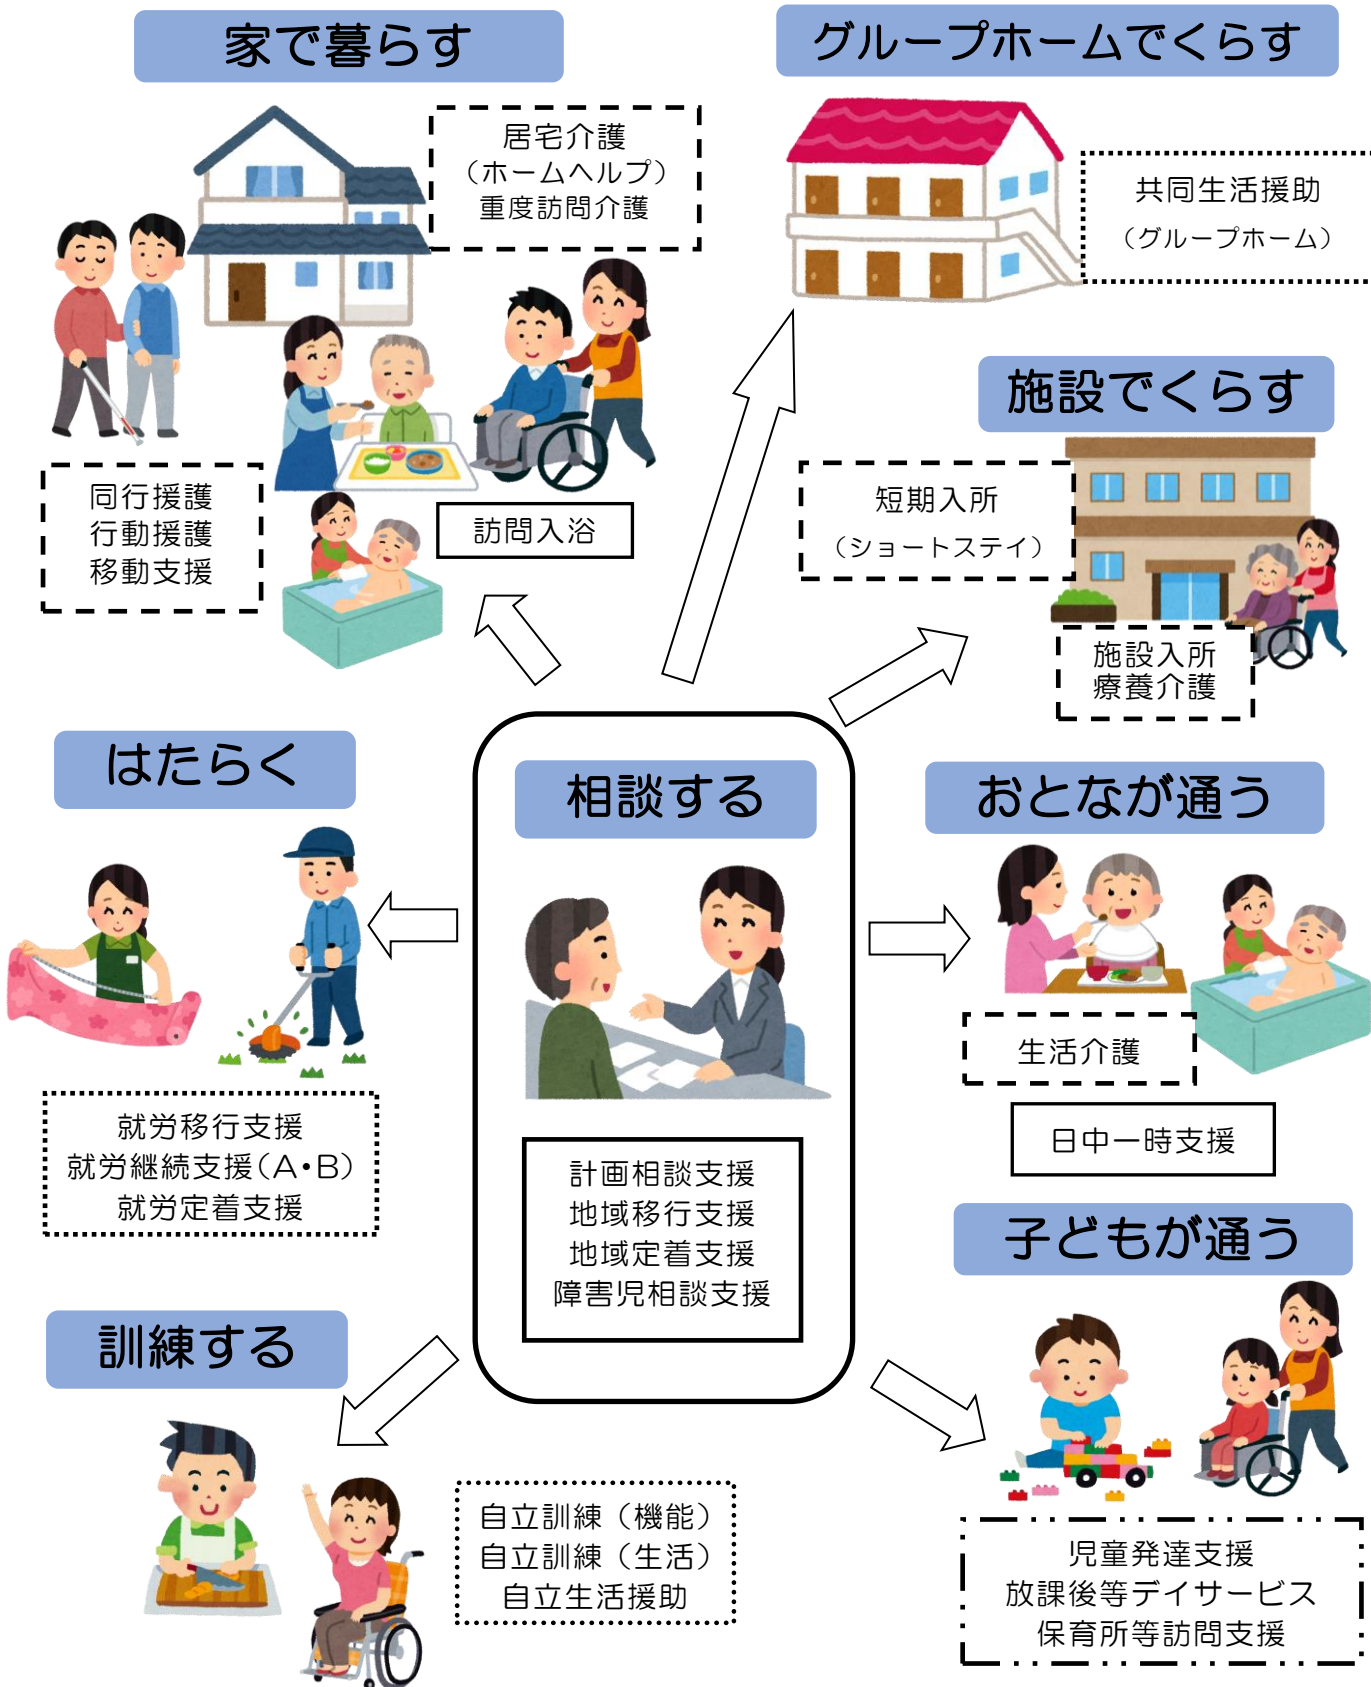 家で暮らす
居宅介護
（ホームヘルプ）
重度訪問介護
同行援護
行動援護
移動支援
訪問入浴
グループホームでくらす
共同生活援助
（グループホーム）
施設でくらす
短期入所
（ショートステイ）
施設入所
療養介護
はたらく
就労移行支援
就労継続支援（A・B）
就労定着支援
相談する
計画相談支援
地域移行支援
地域定着支援
障害児相談支援
おとなが通う
生活介護
日中一時支援
訓練する
自立訓練（機能）
自立訓練（生活）
自立生活援助
子どもが通う
児童発達支援
放課後等デイサービス
保育所等訪問支援